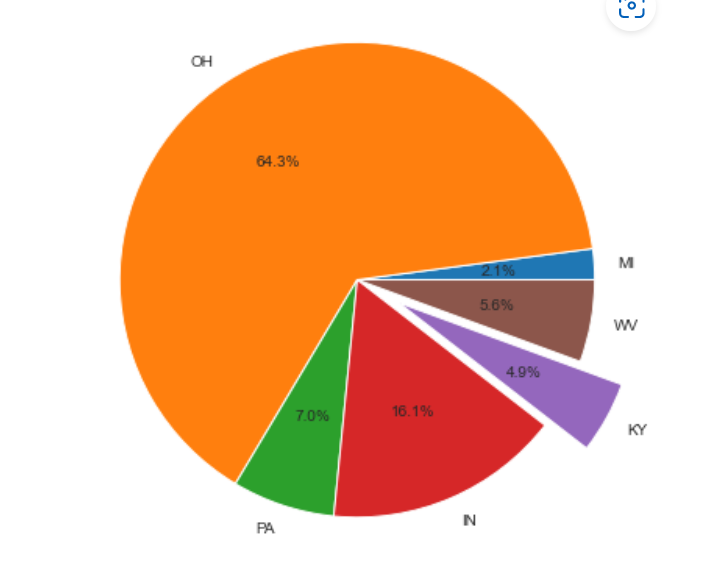 OH
64.3%
MI
2.1%
5.6%
WV
4.9%
16.1%
7.0%
KY
IN
PA